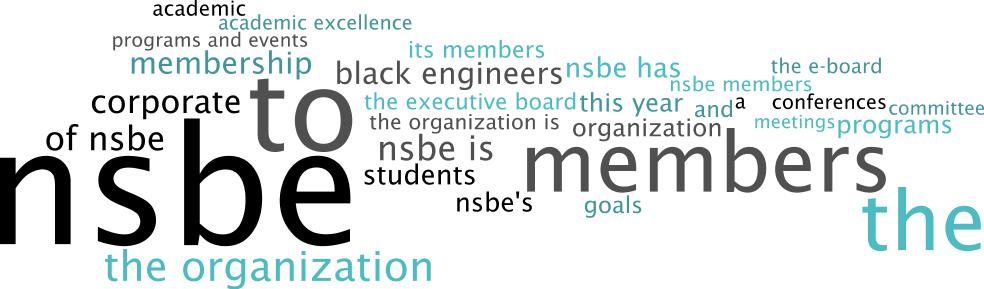 academic
academic excellence
programs and events
its members
membership
black engineers
nsbe has
the e-board
nsbe members
corporate
to
the executive board
this year
and
a
conferences
committee
the organization is
organization
meetings
programs
of nsbe
nsbe is
members
nsbe
students
nsbe's
goals
the
the organization